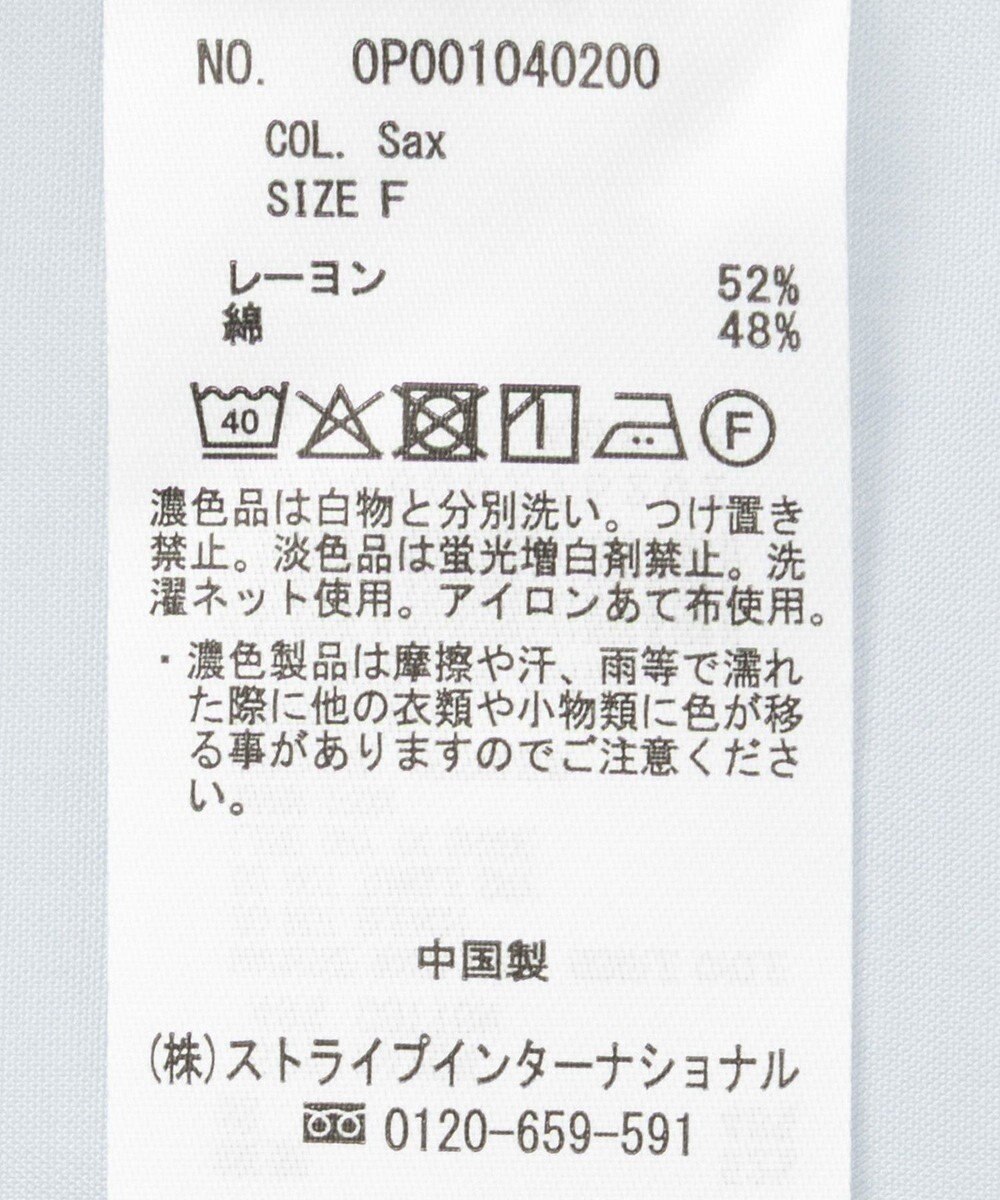 NO. 0P001040200
COL. Sax
SIZE F
レーヨン 52%
綿 48%
40 F
濃色品は白物と分別洗い。つけ置き
禁止。淡色品は蛍光増白剤禁止。洗
濯ネット使用。アイロンあて布使用。
・濃色製品は摩擦や汗、雨等で濡れ
た際に他の衣類や小物類に色が移
る事がありますのでご注意くださ
い。
中国製
(株)ストライプインターナショナル
0120-659-591